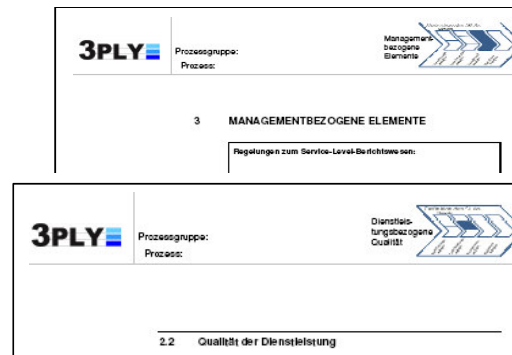 3PLY
Prozessgruppe:
Prozess:
Management-
bezogene
Elemente
3 MANAGEMENTBEZOGENE ELEMENTE
Regelungen zum Service-Level-Berichtswesen:
3PLY
Prozessgruppe:
Prozess:
Dienstleis-
tungsbezogene
Qualität
2.2 Qualität der Dienstleistung